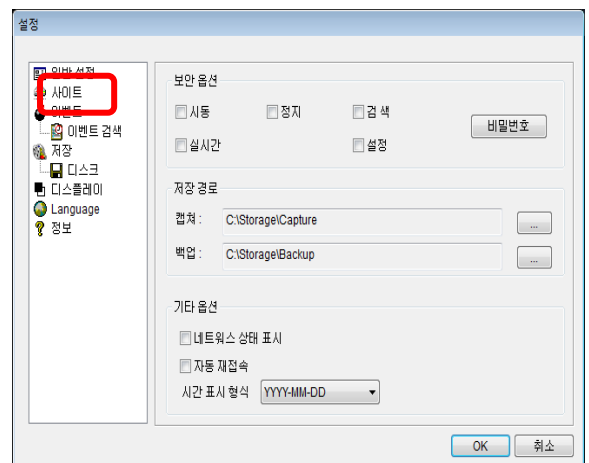 설정
일반 설정
사이트
이벤트
이벤트 검색
저장
디스크
디스플레이
Language
정보
보안 옵션
시동
정지
검 색
비밀번호
실시간
설정
저장 경로
캡쳐 :
C:\Storage\Capture
...
백업 :
C:\Storage\Backup
...
기타 옵션
네트워스 상태 표시
자동 재접속
시간 표시 형식
YYYY-MM-DD
OK
취소